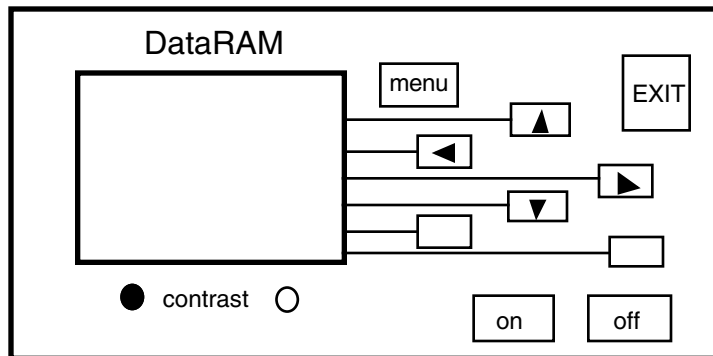 DataRAM
menu
EXIT
contrast
on
off